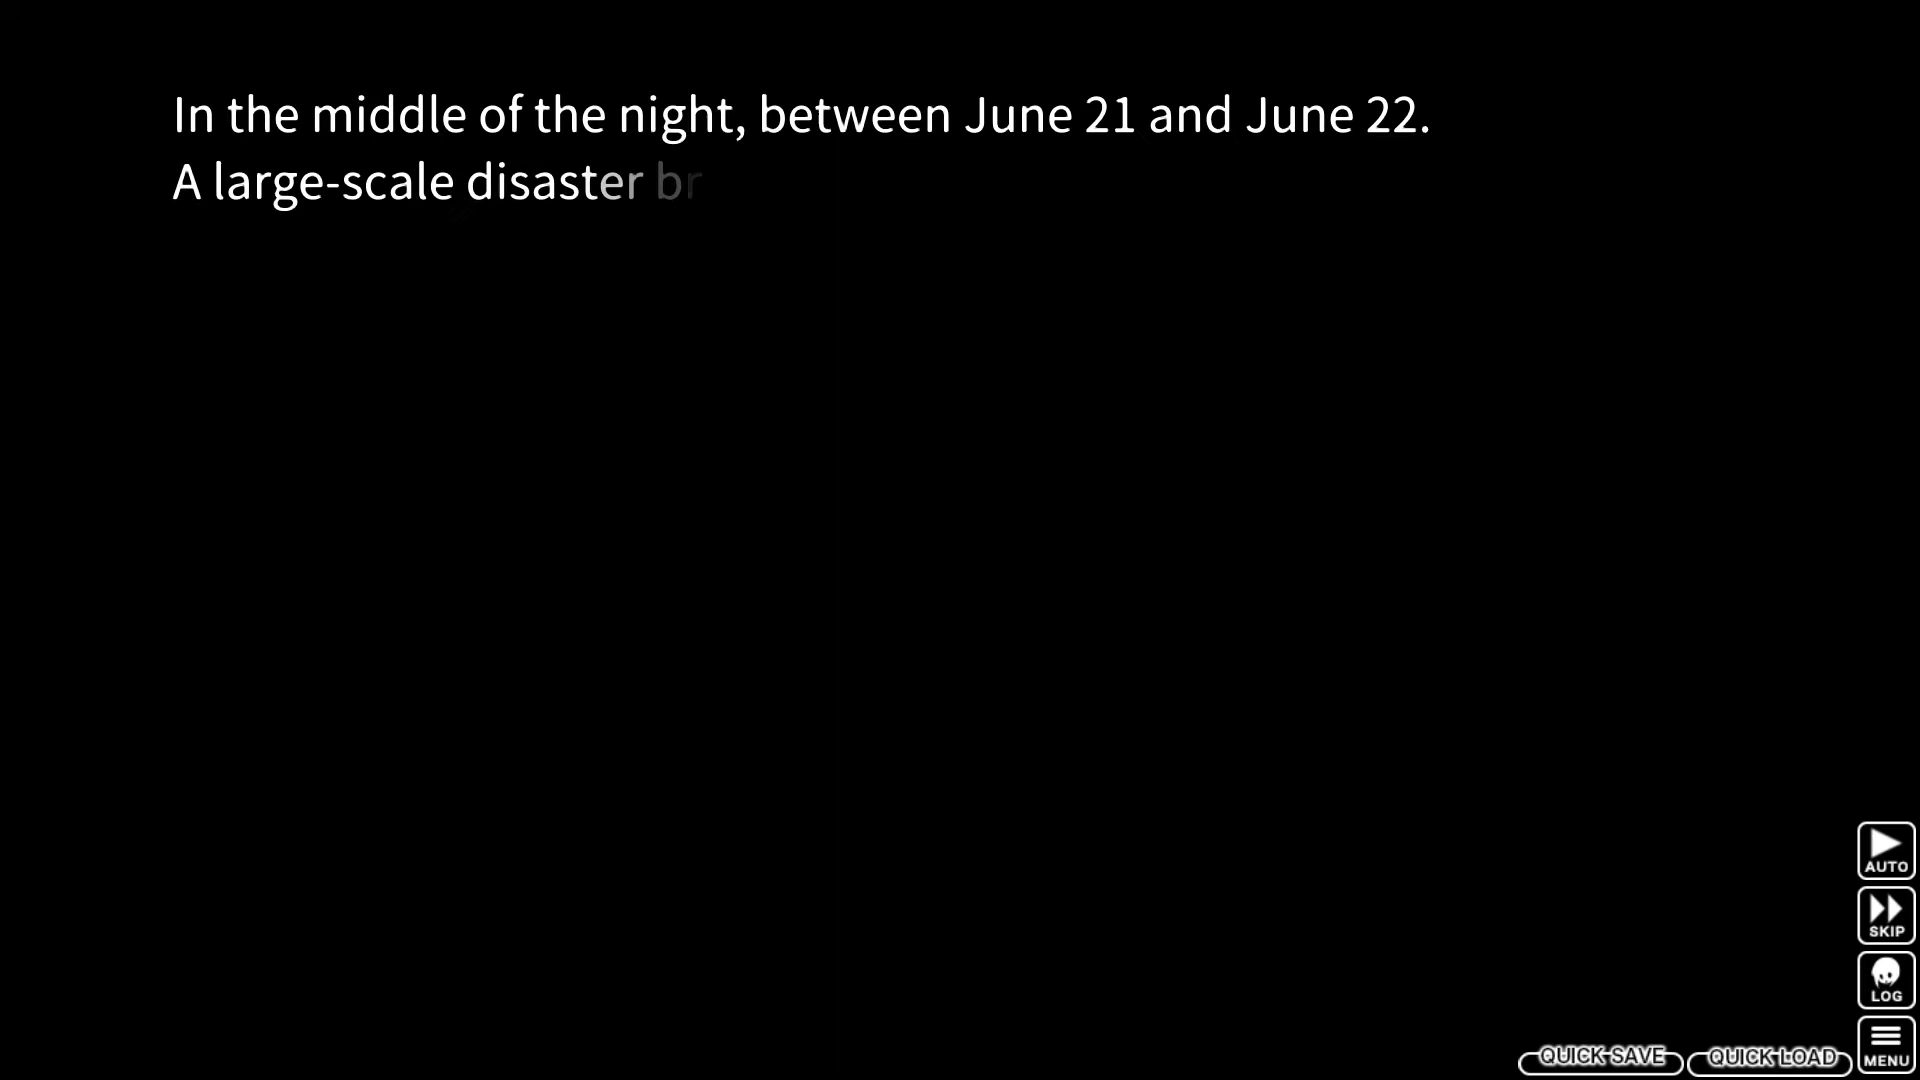 In the middle of the night, between June 21 and June 22.
A large-scale disaster br
AUTO
SKIP
LOG
MENU
QUICK SAVE QUICK LOAD